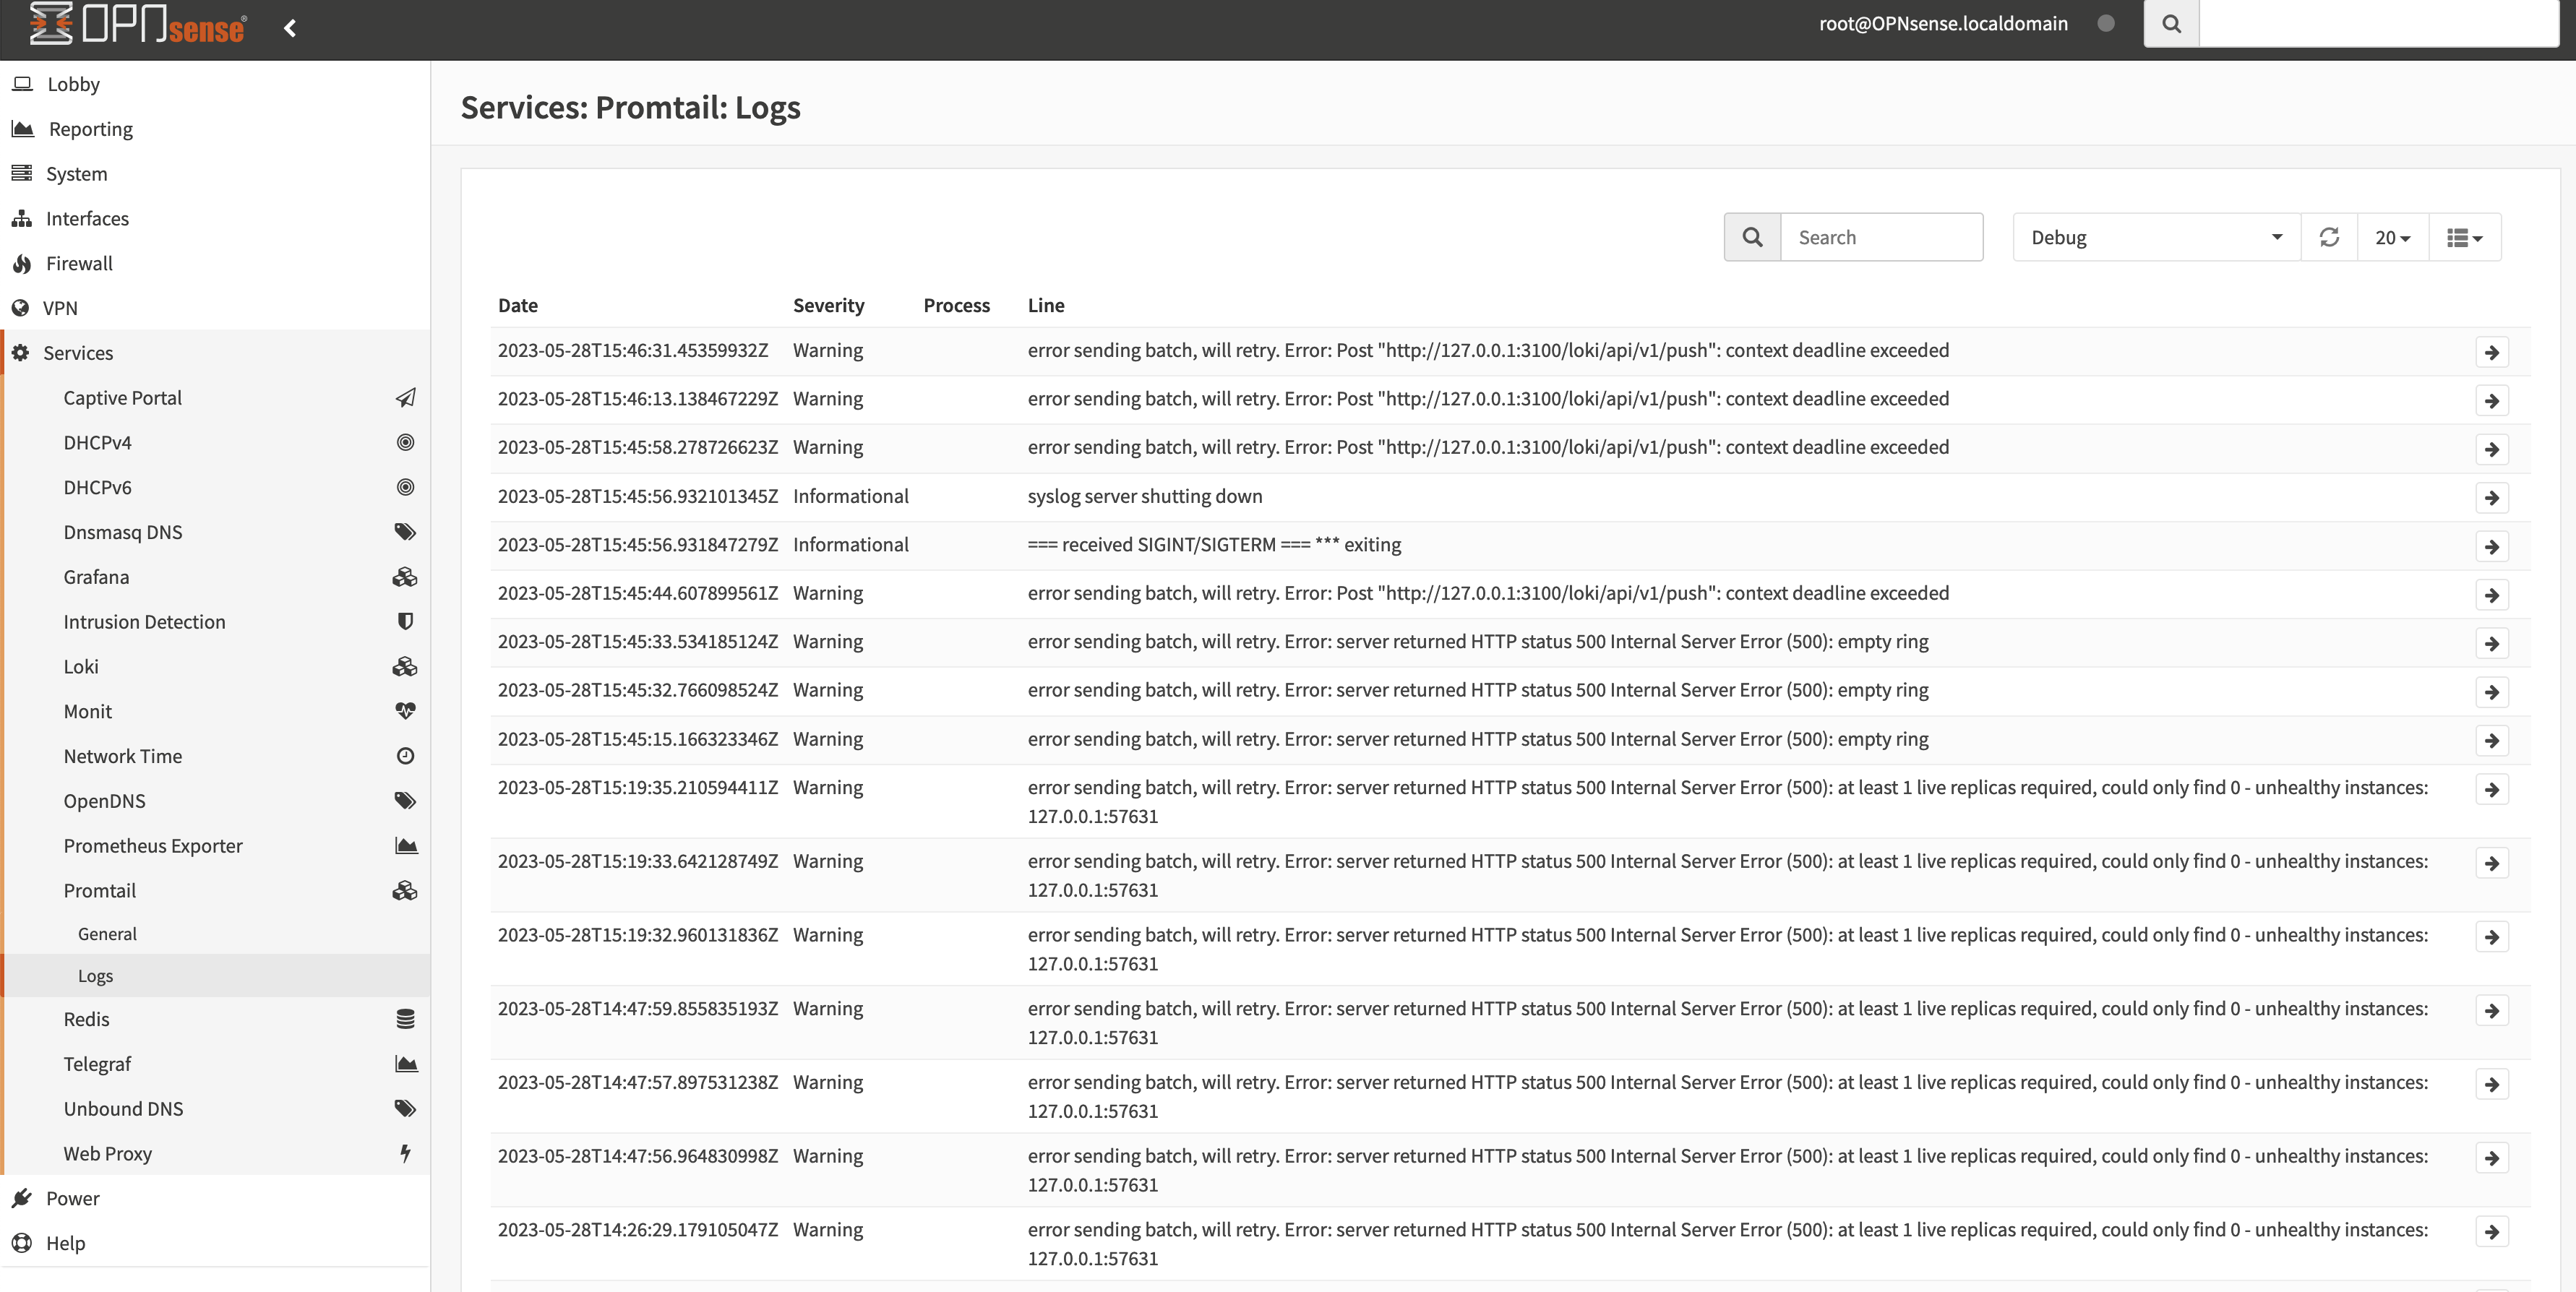 OPNsense®
root@OPNsense.localdomain
Lobby
Reporting
System
Interfaces
Firewall
VPN
Services
Captive Portal
DHCPv4
DHCPv6
Dnsmasq DNS
Grafana
Intrusion Detection
Loki
Monit
Network Time
OpenDNS
Prometheus Exporter
Promtail
General
Logs
Redis
Telegraf
Unbound DNS
Web Proxy
Power
Help
Services: Promtail: Logs
Search
Debug
20
Date Severity Process Line
2023-05-28T15:46:31.45359932Z Warning error sending batch, will retry. Error: Post "http://127.0.0.1:3100/loki/api/v1/push": context deadline exceeded
2023-05-28T15:46:13.138467229Z Warning error sending batch, will retry. Error: Post "http://127.0.0.1:3100/loki/api/v1/push": context deadline exceeded
2023-05-28T15:45:58.278726623Z Warning error sending batch, will retry. Error: Post "http://127.0.0.1:3100/loki/api/v1/push": context deadline exceeded
2023-05-28T15:45:56.932101345Z Informational syslog server shutting down
2023-05-28T15:45:56.931847279Z Informational === received SIGINT/SIGTERM === *** exiting
2023-05-28T15:45:44.607899561Z Warning error sending batch, will retry. Error: Post "http://127.0.0.1:3100/loki/api/v1/push": context deadline exceeded
2023-05-28T15:45:33.534185124Z Warning error sending batch, will retry. Error: server returned HTTP status 500 Internal Server Error (500): empty ring
2023-05-28T15:45:32.766098524Z Warning error sending batch, will retry. Error: server returned HTTP status 500 Internal Server Error (500): empty ring
2023-05-28T15:45:15.166323346Z Warning error sending batch, will retry. Error: server returned HTTP status 500 Internal Server Error (500): empty ring
2023-05-28T15:19:35.210594411Z Warning error sending batch, will retry. Error: server returned HTTP status 500 Internal Server Error (500): at least 1 live replicas required, could only find 0 - unhealthy instances:
127.0.0.1:57631
2023-05-28T15:19:33.642128749Z Warning error sending batch, will retry. Error: server returned HTTP status 500 Internal Server Error (500): at least 1 live replicas required, could only find 0 - unhealthy instances:
127.0.0.1:57631
2023-05-28T15:19:32.960131836Z Warning error sending batch, will retry. Error: server returned HTTP status 500 Internal Server Error (500): at least 1 live replicas required, could only find 0 - unhealthy instances:
127.0.0.1:57631
2023-05-28T14:47:59.855835193Z Warning error sending batch, will retry. Error: server returned HTTP status 500 Internal Server Error (500): at least 1 live replicas required, could only find 0 - unhealthy instances:
127.0.0.1:57631
2023-05-28T14:47:57.897531238Z Warning error sending batch, will retry. Error: server returned HTTP status 500 Internal Server Error (500): at least 1 live replicas required, could only find 0 - unhealthy instances:
127.0.0.1:57631
2023-05-28T14:47:56.964830998Z Warning error sending batch, will retry. Error: server returned HTTP status 500 Internal Server Error (500): at least 1 live replicas required, could only find 0 - unhealthy instances:
127.0.0.1:57631
2023-05-28T14:26:29.179105047Z Warning error sending batch, will retry. Error: server returned HTTP status 500 Internal Server Error (500): at least 1 live replicas required, could only find 0 - unhealthy instances:
127.0.0.1:57631